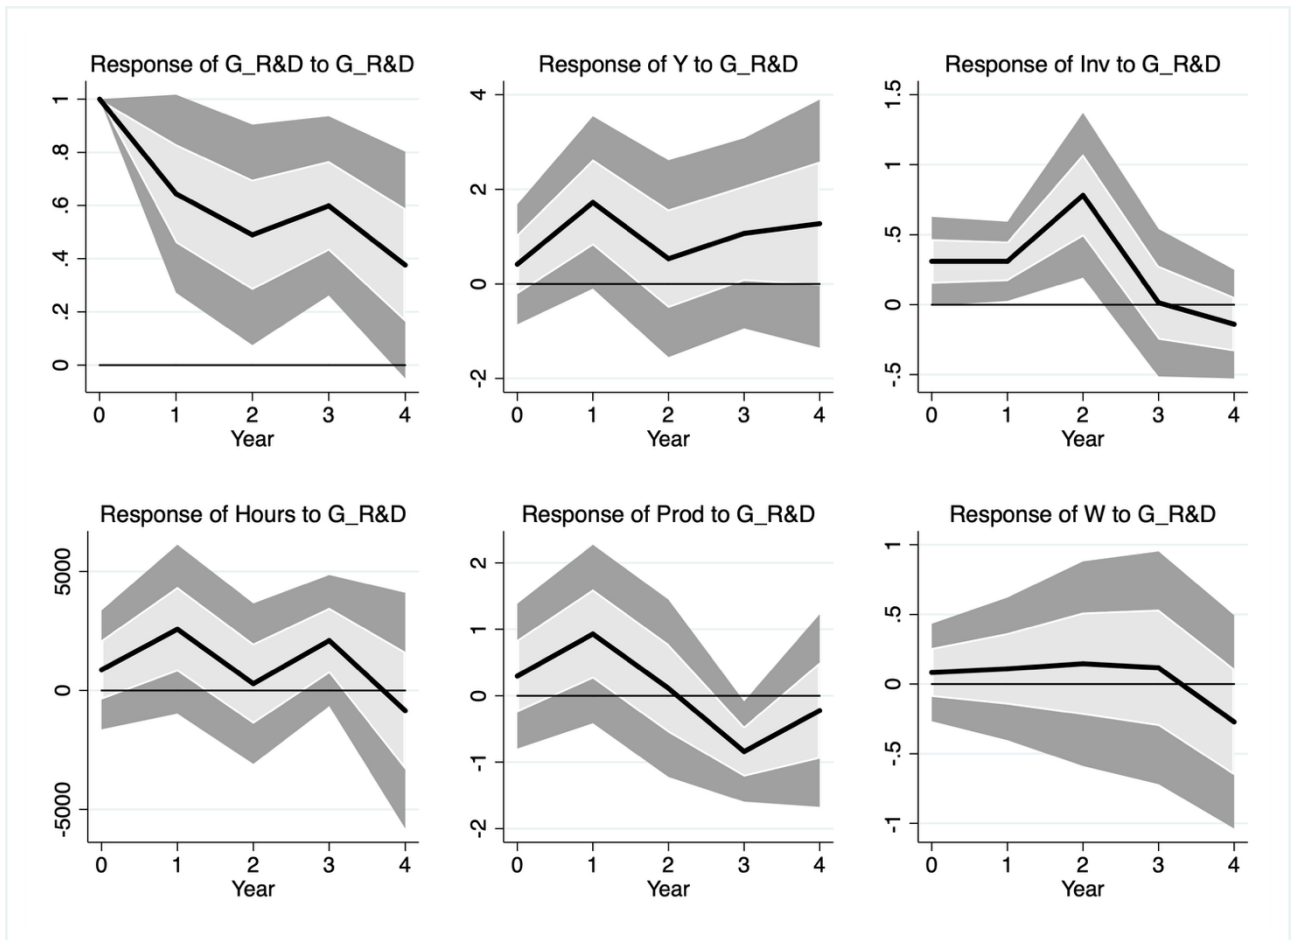 Response of G_R&D to G_R&D
1
.8
.6
.4
.2
0
0 1 2 3 4
Year
Response of Y to G_R&D
4
2
0
-2
0 1 2 3 4
Year
Response of Inv to G_R&D
1.5
1
.5
0
-.5
0 1 2 3 4
Year
Response of Hours to G_R&D
5000
0
-5000
0 1 2 3 4
Year
Response of Prod to G_R&D
2
1
0
-1
-2
0 1 2 3 4
Year
Response of W to G_R&D
1
.5
0
-.5
-1
0 1 2 3 4
Year